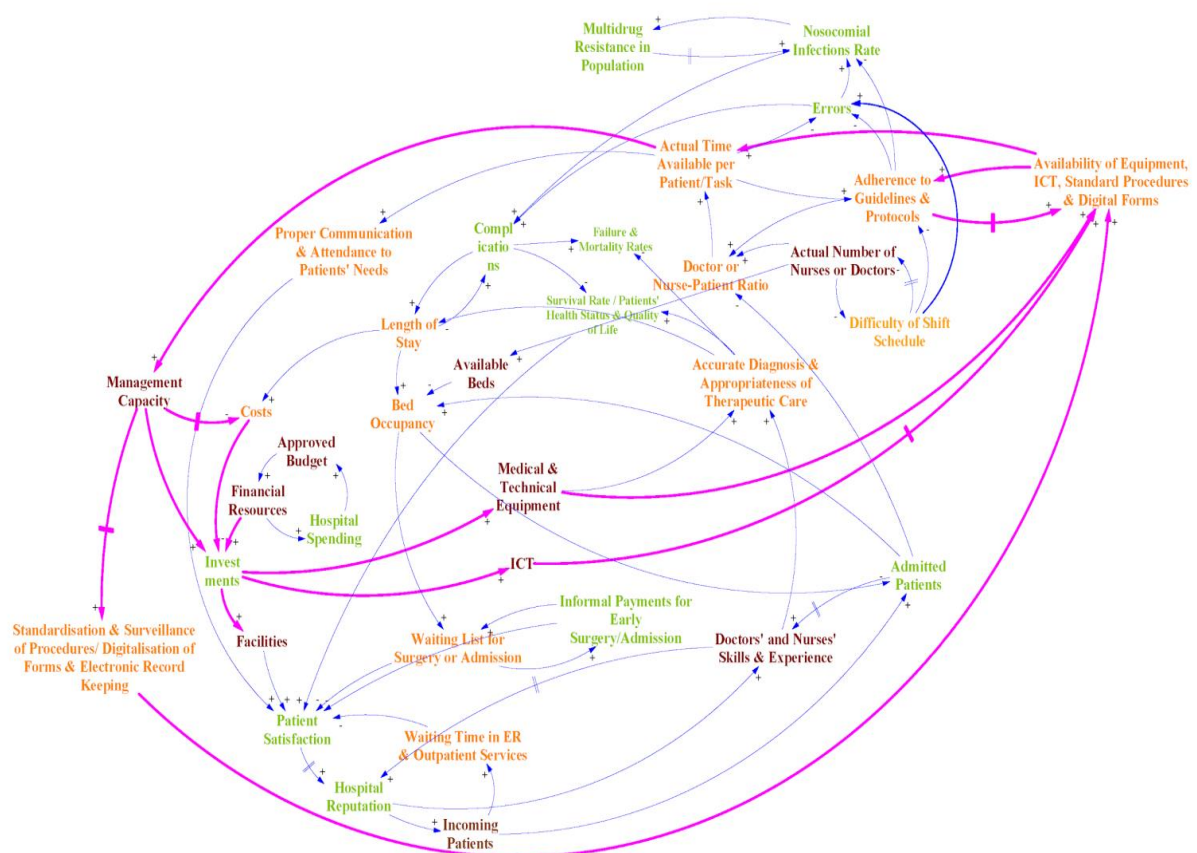 Multidrug
Resistance in
Population
Nosocomial
Infections Rate
Errors
Actual Time
Available per
Patient/Task
Availability of Equipment,
ICT, Standard Procedures
& Digital Forms
Adherence to
Guidelines &
Protocols
Proper Communication
& Attendance to
Patients' Needs
Compl
icatio
ns
Failure &
Mortality Rates
Doctor or
Nurse-Patient Ratio
Actual Number of
Nurses or Doctors
Survival Rate / Patients'
Health Status & Quality
of Life
Length of
Stay
Difficulty of Shift
Schedule
Available
Beds
Accurate Diagnosis &
Appropriateness of
Therapeutic Care
Management
Capacity
Costs
Bed
Occupancy
Approved
Budget
Financial
Resources
Hospital
Spending
Medical &
Technical
Equipment
Invest
ments
ICT
Admitted
Patients
Standardisation & Surveillance
of Procedures/ Digitalisation of
Forms & Electronic Record
Keeping
Facilities
Waiting List for
Surgery or Admission
Informal Payments for
Early
Surgery/Admission
Doctors' and Nurses'
Skills & Experience
Patient
Satisfaction
Waiting Time in ER
& Outpatient Services
Hospital
Reputation
Incoming
Patients